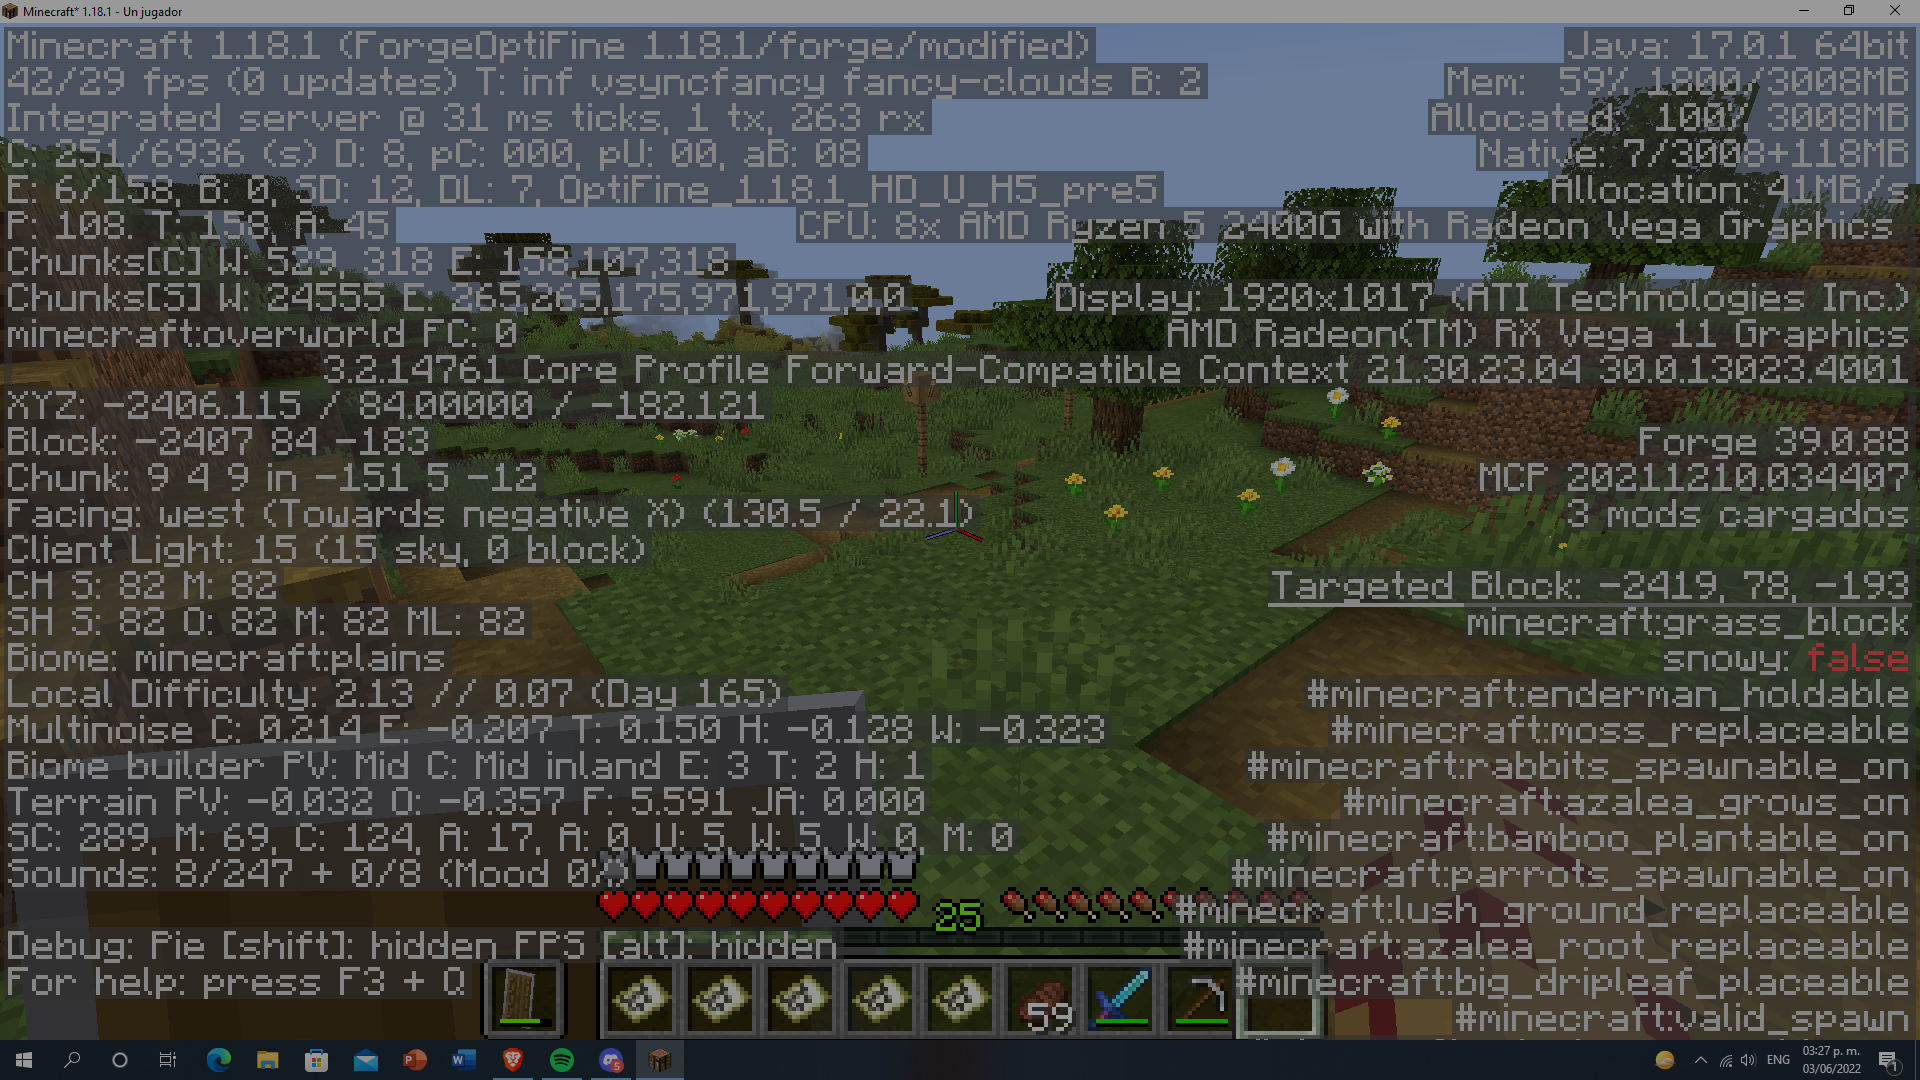 Minecraft* 1.18.1 - Un jugador
Minecraft 1.18.1 (ForgeOptiFine 1.18.1/forge/modified)
42/29 fps (0 updates) T: inf vsyncfancy fancy-clouds B: 2
Integrated server @ 31 ms ticks, 1 tx, 263 rx
C: 251/6936 (s) D: 8, pC: 000, pU: 00, aB: 08
E: 6/158, B: 0, SD: 12, DL: 7, OptiFine_1.18.1_HD_U_H5_pre5
P: 108. T: 158, A: 45
Chunks[C] W: 529, 318 E: 158,107,318
Chunks[S] W: 24555 E: 265,265,175,971,971,0,0
minecraft:overworld FC: 0
XYZ: -2406.115 / 84.00000 / -182.121
Block: -2407 84 -183
Chunk: 9 4 9 in -151 5 -12
Facing: west (Towards negative X) (130.5 / 22.1)
Client Light: 15 (15 sky, 0 block)
CH S: 82 M: 82
SH S: 82 O: 82 M: 82 ML: 82
Biome: minecraft:plains
Local Difficulty: 2.13 // 0.07 (Day 165)
Multinoise C: 0.214 E: -0.207 T: 0.150 H: -0.128 W: -0.323
Biome builder PV: Mid C: Mid inland E: 3 T: 2 H: 1
Terrain PV: -0.032 O: -0.357 F: 5.591 JA: 0.000
SC: 289, M: 69, C: 124, A: 17, A: 0, U: 5, W: 5, W: 0, M: 0
Sounds: 8/247 + 0/8 (Mood 0%)
Debug: Pie [shift]: hidden FPS [alt]: hidden
For help: press F3 + Q
Java: 17.0.1 64bit
Mem: 59% 1800/3008MB
Allocated: 100% 3008MB
Native: 7/3008+118MB
Allocation: 41MB/s
CPU: 8x AMD Ryzen 5 2400G with Radeon Vega Graphics
Display: 1920x1017 (ATI Technologies Inc.)
AMD Radeon(TM) RX Vega 11 Graphics
3.2.14761 Core Profile Forward-Compatible Context 21.30.23.04 30.0.13023.4001
Forge 39.0.88
MCP 20211210.034407
3 mods cargados
Targeted Block: -2419, 78, -193
minecraft:grass_block
snowy: false
#minecraft:enderman_holdable
#minecraft:moss_replaceable
#minecraft:rabbits_spawnable_on
#minecraft:azalea_grows_on
#minecraft:bamboo_plantable_on
#minecraft:parrots_spawnable_on
#minecraft:lush_ground_replaceable
#minecraft:azalea_root_replaceable
#minecraft:big_dripleaf_placeable
#minecraft:valid_spawn
25
59
ENG
03:27 p. m.
03/06/2022